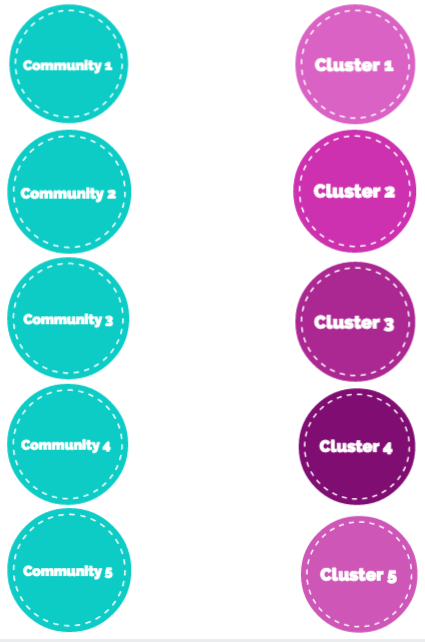 Community 1
Cluster 1
Community 2
Cluster 2
Community 3
Cluster 3
Community 4
Cluster 4
Community 5
Cluster 5